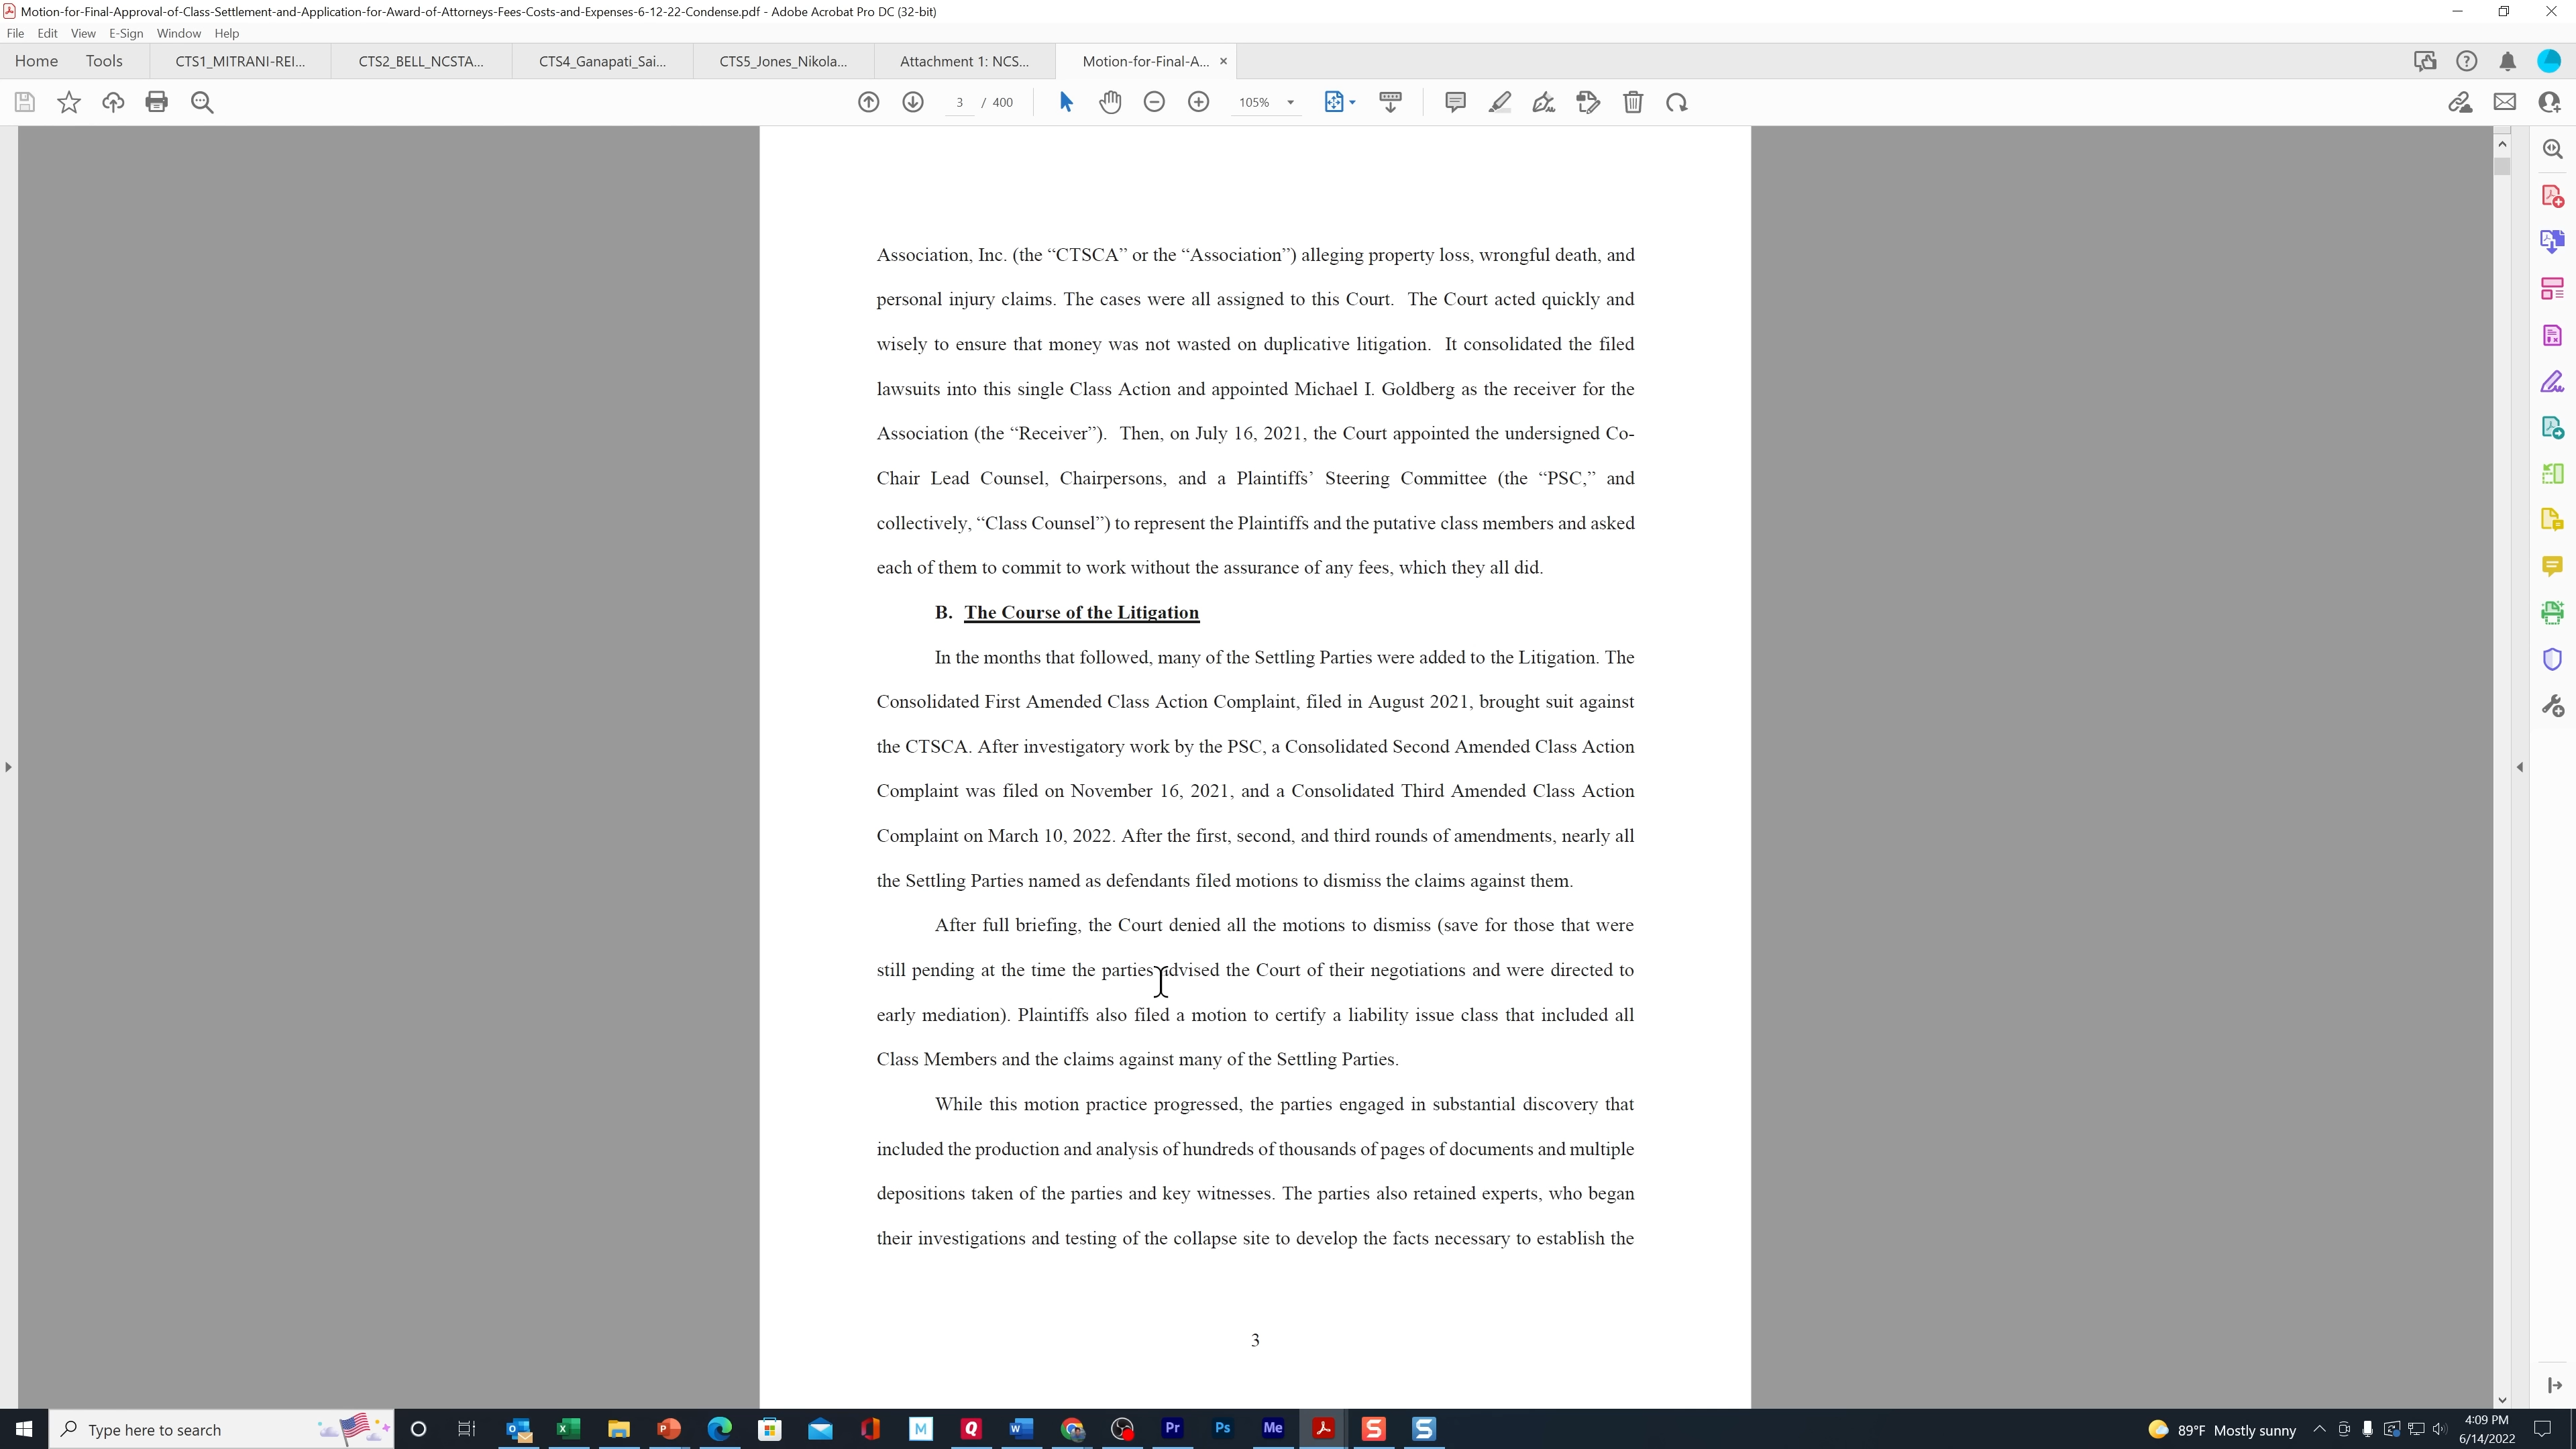 Motion-for-Final-Approval-of-Class-Settlement-and-Application-for-Award-of-Attorneys-Fees-Costs-and-Expenses-6-12-22-Condense.pdf - Adobe Acrobat Pro DC (32-bit)
File Edit View E-Sign Window Help
Home Tools CTS1_MITRANI-REI... CTS2_BELL_NCSTA... CTS4_Ganapati_Sai... CTS5_Jones_Nikola... Attachment 1: NCS... Motion-for-Final-A... ×
3 / 400 105%
Association, Inc. (the “CTSCA” or the “Association”) alleging property loss, wrongful death, and
personal injury claims. The cases were all assigned to this Court. The Court acted quickly and
wisely to ensure that money was not wasted on duplicative litigation. It consolidated the filed
lawsuits into this single Class Action and appointed Michael I. Goldberg as the receiver for the
Association (the “Receiver”). Then, on July 16, 2021, the Court appointed the undersigned Co-
Chair Lead Counsel, Chairpersons, and a Plaintiffs’ Steering Committee (the “PSC,” and
collectively, “Class Counsel”) to represent the Plaintiffs and the putative class members and asked
each of them to commit to work without the assurance of any fees, which they all did.
B. The Course of the Litigation
In the months that followed, many of the Settling Parties were added to the Litigation. The
Consolidated First Amended Class Action Complaint, filed in August 2021, brought suit against
the CTSCA. After investigatory work by the PSC, a Consolidated Second Amended Class Action
Complaint was filed on November 16, 2021, and a Consolidated Third Amended Class Action
Complaint on March 10, 2022. After the first, second, and third rounds of amendments, nearly all
the Settling Parties named as defendants filed motions to dismiss the claims against them.
After full briefing, the Court denied all the motions to dismiss (save for those that were
still pending at the time the parties advised the Court of their negotiations and were directed to
early mediation). Plaintiffs also filed a motion to certify a liability issue class that included all
Class Members and the claims against many of the Settling Parties.
While this motion practice progressed, the parties engaged in substantial discovery that
included the production and analysis of hundreds of thousands of pages of documents and multiple
depositions taken of the parties and key witnesses. The parties also retained experts, who began
their investigations and testing of the collapse site to develop the facts necessary to establish the
3
Type here to search
M Q Pr Ps Me S S
89°F Mostly sunny
4:09 PM
6/14/2022